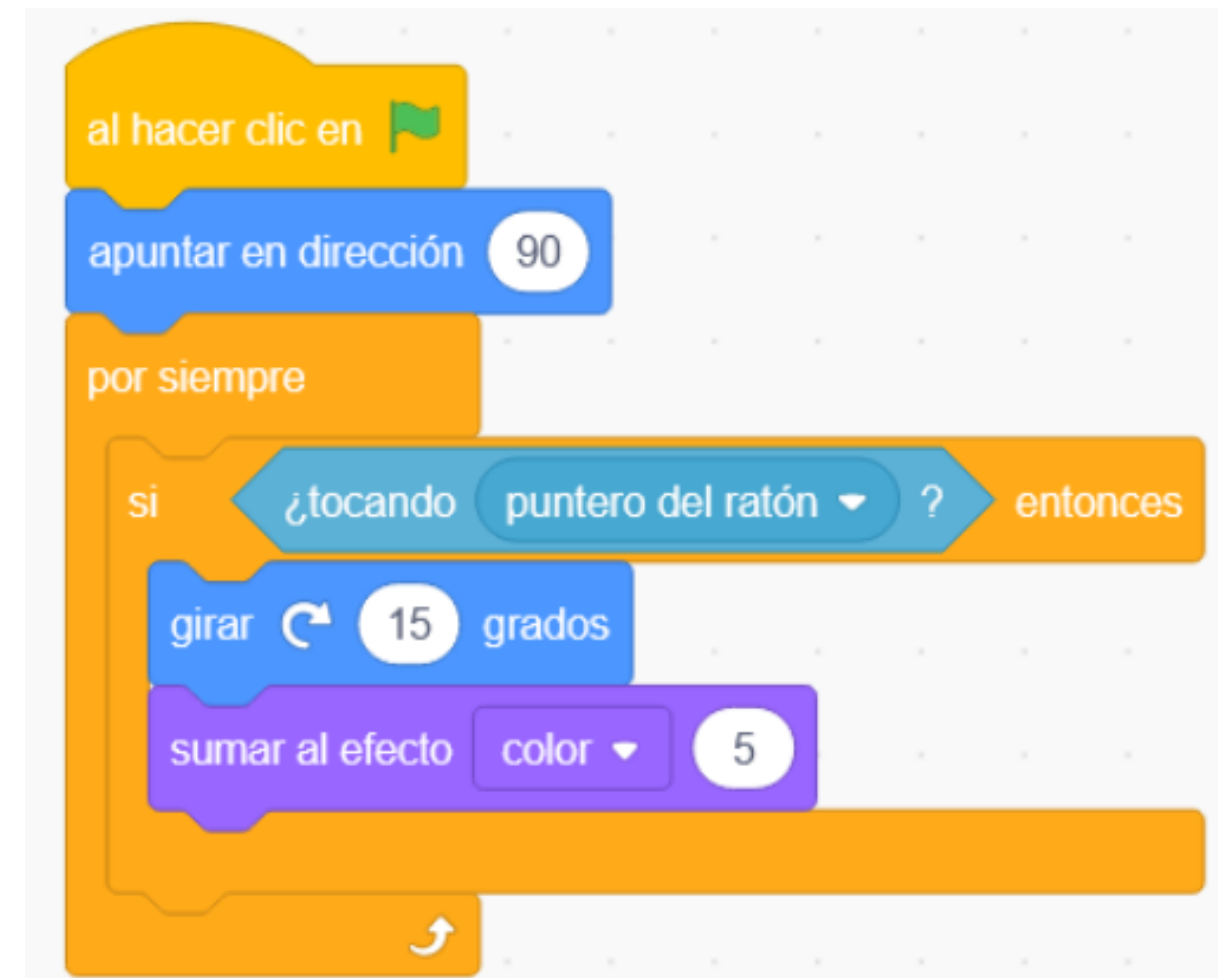 al hacer clic en
apuntar en dirección 90
por siempre
si ¿tocando puntero del ratón ? entonces
girar 15 grados
sumar al efecto color 5